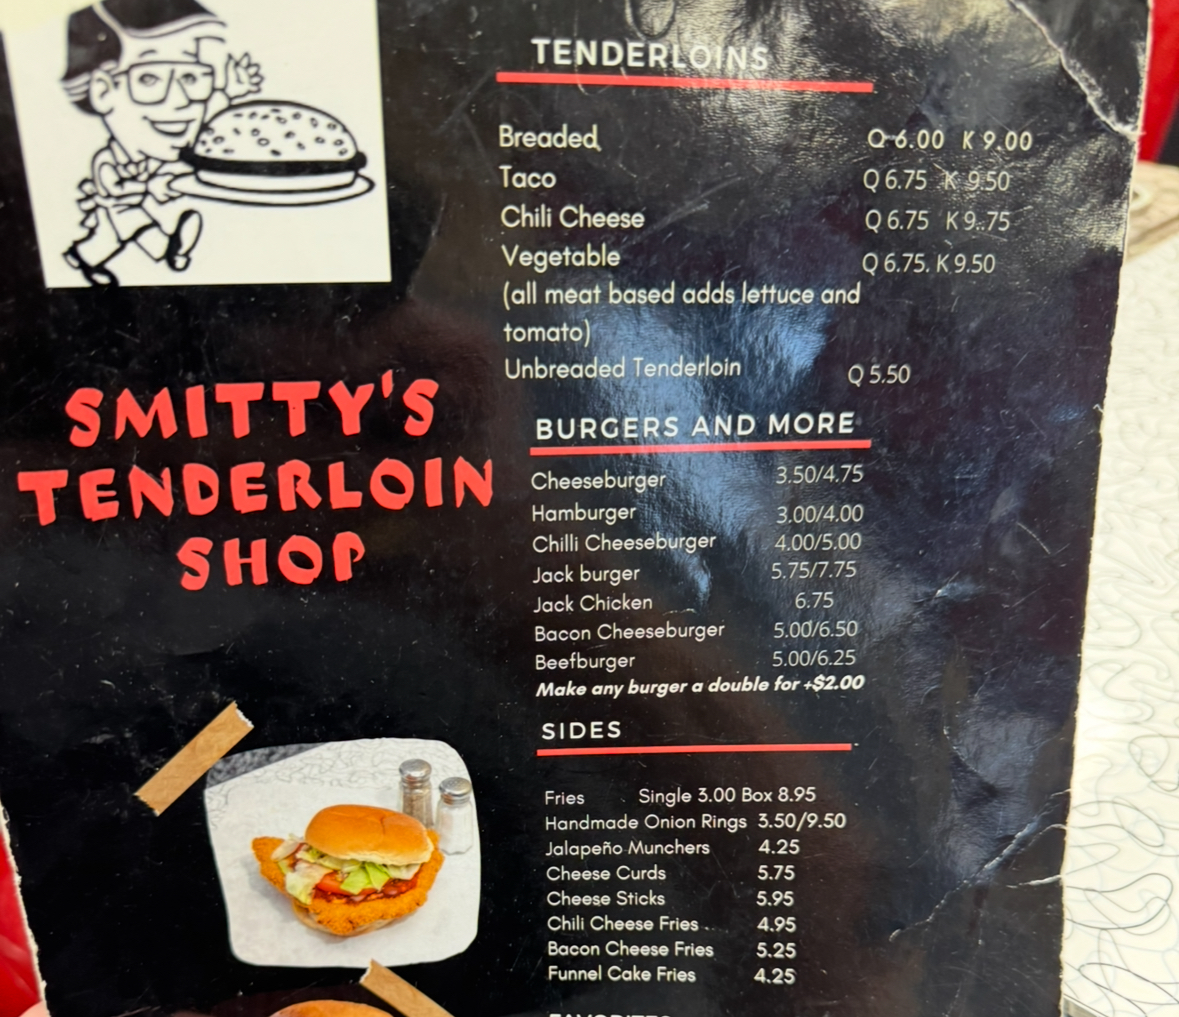 SMITTY'S
TENDERLOIN
SHOP
TENDERLOINS
Breaded Q 6.00 K 9.00
Taco Q 6.75 K 9.50
Chili Cheese Q 6.75 K 9..75
Vegetable Q 6.75. K 9.50
(all meat based adds lettuce and
tomato)
Unbreaded Tenderloin Q 5.50
BURGERS AND MORE
Cheeseburger 3.50/4.75
Hamburger 3.00/4.00
Chilli Cheeseburger 4.00/5.00
Jack burger 5.75/7.75
Jack Chicken 6.75
Bacon Cheeseburger 5.00/6.50
Beefburger 5.00/6.25
Make any burger a double for +$2.00
SIDES
Fries Single 3.00 Box 8.95
Handmade Onion Rings 3.50/9.50
Jalapeño Munchers 4.25
Cheese Curds 5.75
Cheese Sticks 5.95
Chili Cheese Fries 4.95
Bacon Cheese Fries 5.25
Funnel Cake Fries 4.25